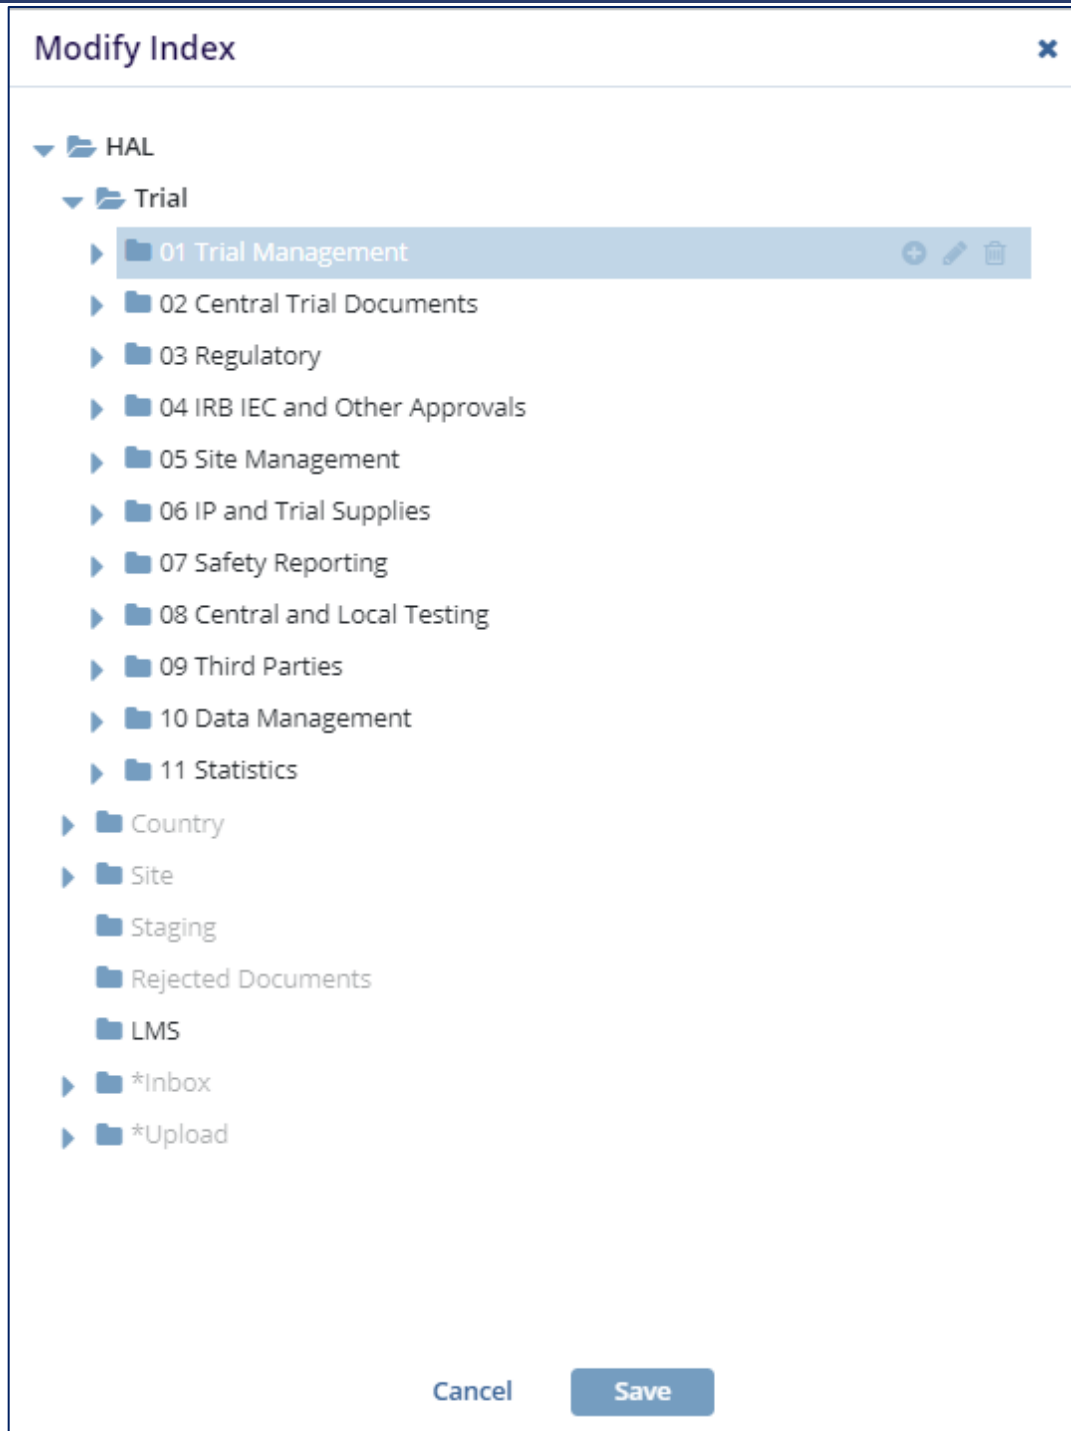 Modify Index
HAL
Trial
01 Trial Management
02 Central Trial Documents
03 Regulatory
04 IRB IEC and Other Approvals
05 Site Management
06 IP and Trial Supplies
07 Safety Reporting
08 Central and Local Testing
09 Third Parties
10 Data Management
11 Statistics
Country
Site
Staging
Rejected Documents
LMS
*Inbox
*Upload
Cancel Save